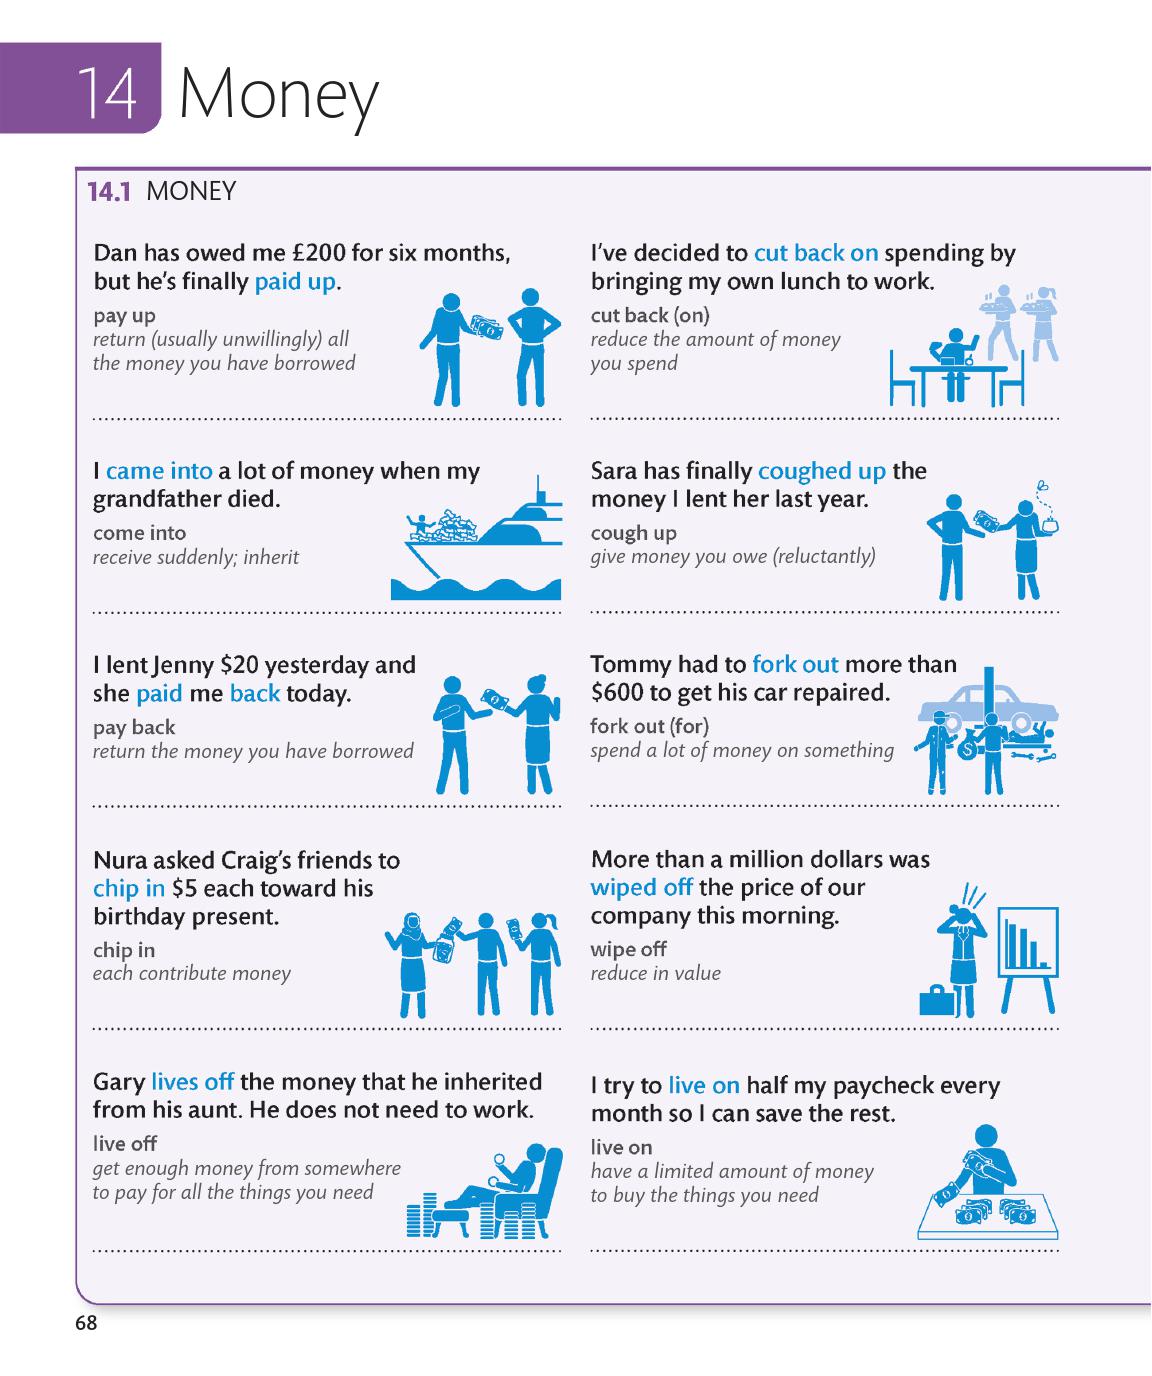 14 Money
14.1 MONEY
Dan has owed me £200 for six months,
but he's finally paid up.
pay up
return (usually unwillingly) all
the money you have borrowed
I've decided to cut back on spending by
bringing my own lunch to work.
cut back (on)
reduce the amount of money
you spend
I came into a lot of money when my
grandfather died.
come into
receive suddenly; inherit
Sara has finally coughed up the
money I lent her last year.
cough up
give money you owe (reluctantly)
I lent Jenny $20 yesterday and
she paid me back today.
pay back
return the money you have borrowed
Tommy had to fork out more than
$600 to get his car repaired.
fork out (for)
spend a lot of money on something
Nura asked Craig's friends to
chip in $5 each toward his
birthday present.
chip in
each contribute money
More than a million dollars was
wiped off the price of our
company this morning.
wipe off
reduce in value
Gary lives off the money that he inherited
from his aunt. He does not need to work.
live off
get enough money from somewhere
to pay for all the things you need
I try to live on half my paycheck every
month so I can save the rest.
live on
have a limited amount of money
to buy the things you need
68